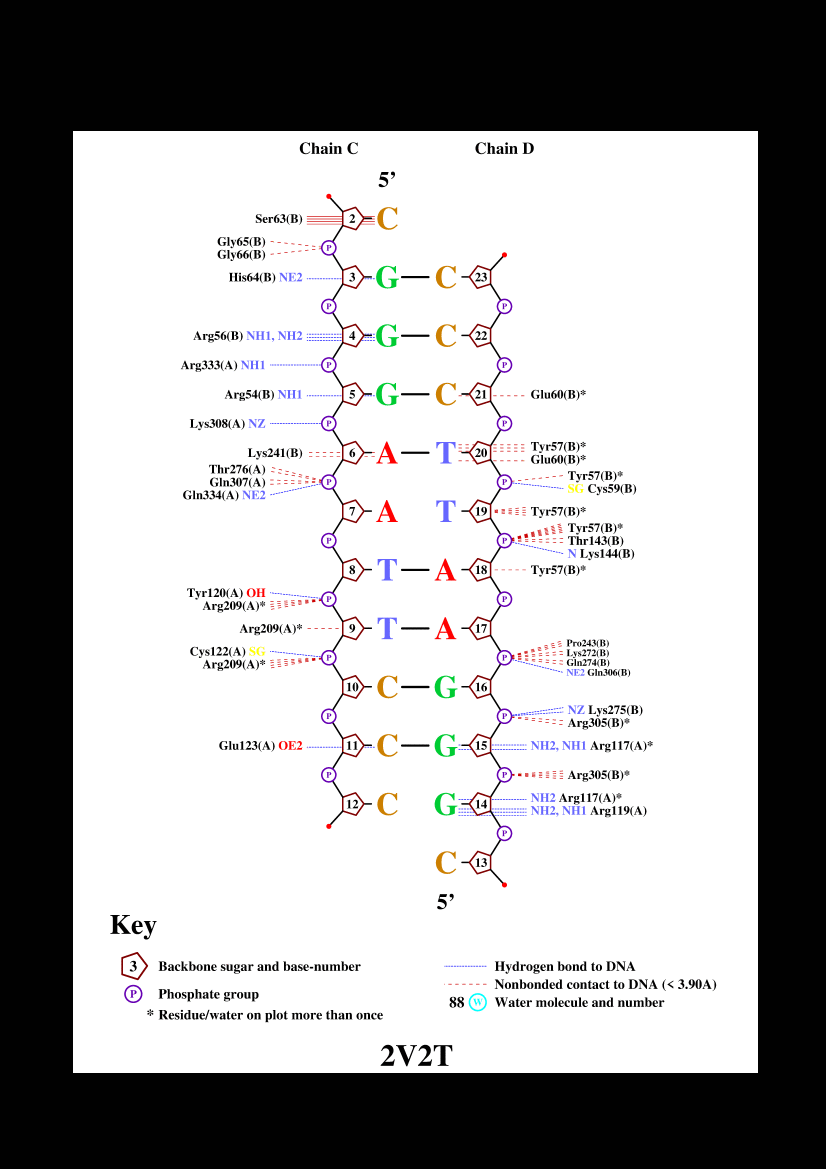 Chain C Chain D
5’
Ser63(B) 2 C
Gly65(B)
P
Gly66(B)
His64(B) NE2 3 G C 23
P P
Arg56(B) NH1, NH2 4 G C 22
Arg333(A) NH1 P P
Arg54(B) NH1 5 G C 21 Glu60(B)*
Lys308(A) NZ P P
Tyr57(B)*
Lys241(B) 6 A T 20
Glu60(B)*
Thr276(A)
Tyr57(B)*
Gln307(A) P P
SG Cys59(B)
Gln334(A) NE2
7 A T 19 Tyr57(B)*
Tyr57(B)*
P P Thr143(B)
N Lys144(B)
8 T A 18 Tyr57(B)*
Tyr120(A) OH
P P
Arg209(A)*
Arg209(A)* 9 T A 17
Pro243(B)
Cys122(A) SG Lys272(B)
P P
Arg209(A)* Gln274(B)
NE2 Gln306(B)
10 C G 16
NZ Lys275(B)
P P
Arg305(B)*
Glu123(A) OE2 11 C G 15 NH2, NH1 Arg117(A)*
P P Arg305(B)*
NH2 Arg117(A)*
12 C G 14
NH2, NH1 Arg119(A)
P
C 13
5’
Key
3 Backbone sugar and base-number
P Phosphate group
* Residue/water on plot more than once
Hydrogen bond to DNA
Nonbonded contact to DNA (< 3.90A)
88 W Water molecule and number
2V2T